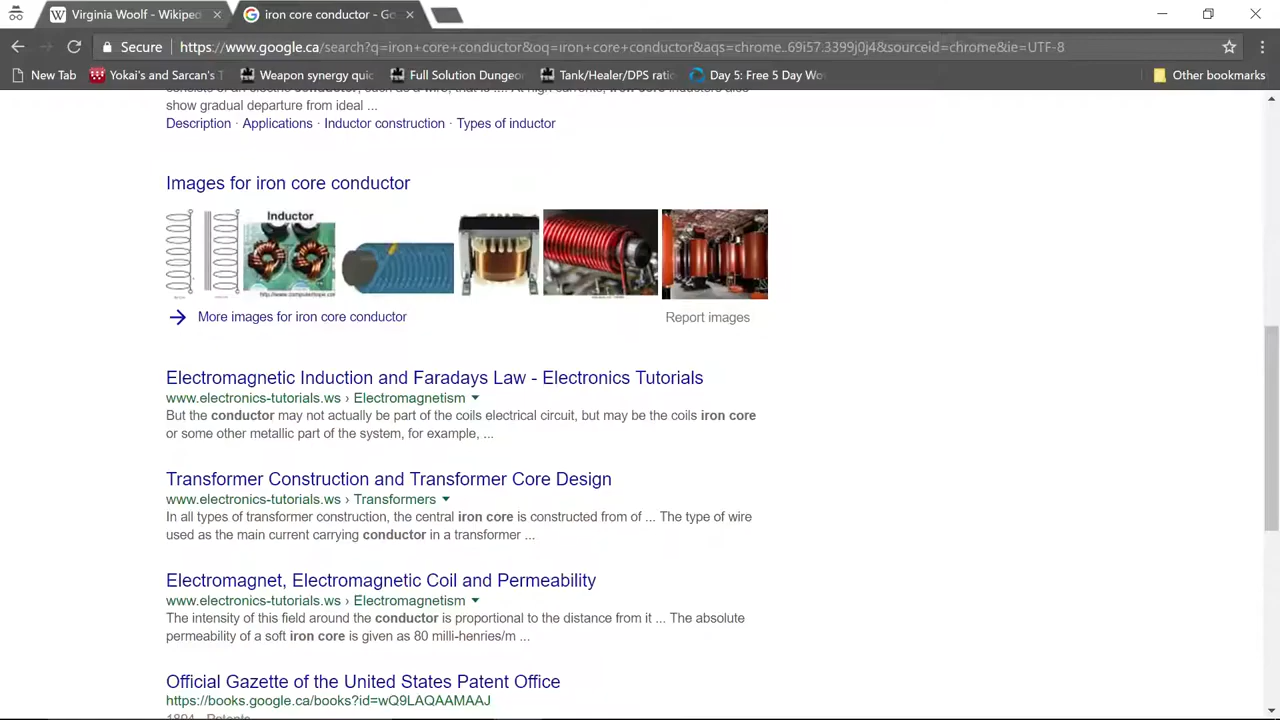 Virginia Woolf - Wikiped
iron core conductor - Go
Secure
https://www.google.ca/search?q=iron+core+conductor&oq=iron+core+conductor&aqs=chrome..69i57.3399j0j4&sourceid=chrome&ie=UTF-8
New Tab
Yokai's and Sarcan's T
Weapon synergy quic
Full Solution Dungeo
Tank/Healer/DPS ratio
Day 5: Free 5 Day Wo
Other bookmarks
consists of an electric conductor, such as a wire, that is .... At high currents, iron core inductors also
show gradual departure from ideal ...
Description · Applications · Inductor construction · Types of inductor
Images for iron core conductor
Inductor
More images for iron core conductor
Report images
Electromagnetic Induction and Faradays Law - Electronics Tutorials
www.electronics-tutorials.ws › Electromagnetism
But the conductor may not actually be part of the coils electrical circuit, but may be the coils iron core
or some other metallic part of the system, for example, ...
Transformer Construction and Transformer Core Design
www.electronics-tutorials.ws › Transformers
In all types of transformer construction, the central iron core is constructed from of ... The type of wire
used as the main current carrying conductor in a transformer ...
Electromagnet, Electromagnetic Coil and Permeability
www.electronics-tutorials.ws › Electromagnetism
The intensity of this field around the conductor is proportional to the distance from it ... The absolute
permeability of a soft iron core is given as 80 milli-henries/m ...
Official Gazette of the United States Patent Office
https://books.google.ca/books?id=wQ9LAQAAMAAJ
1894 - Patents